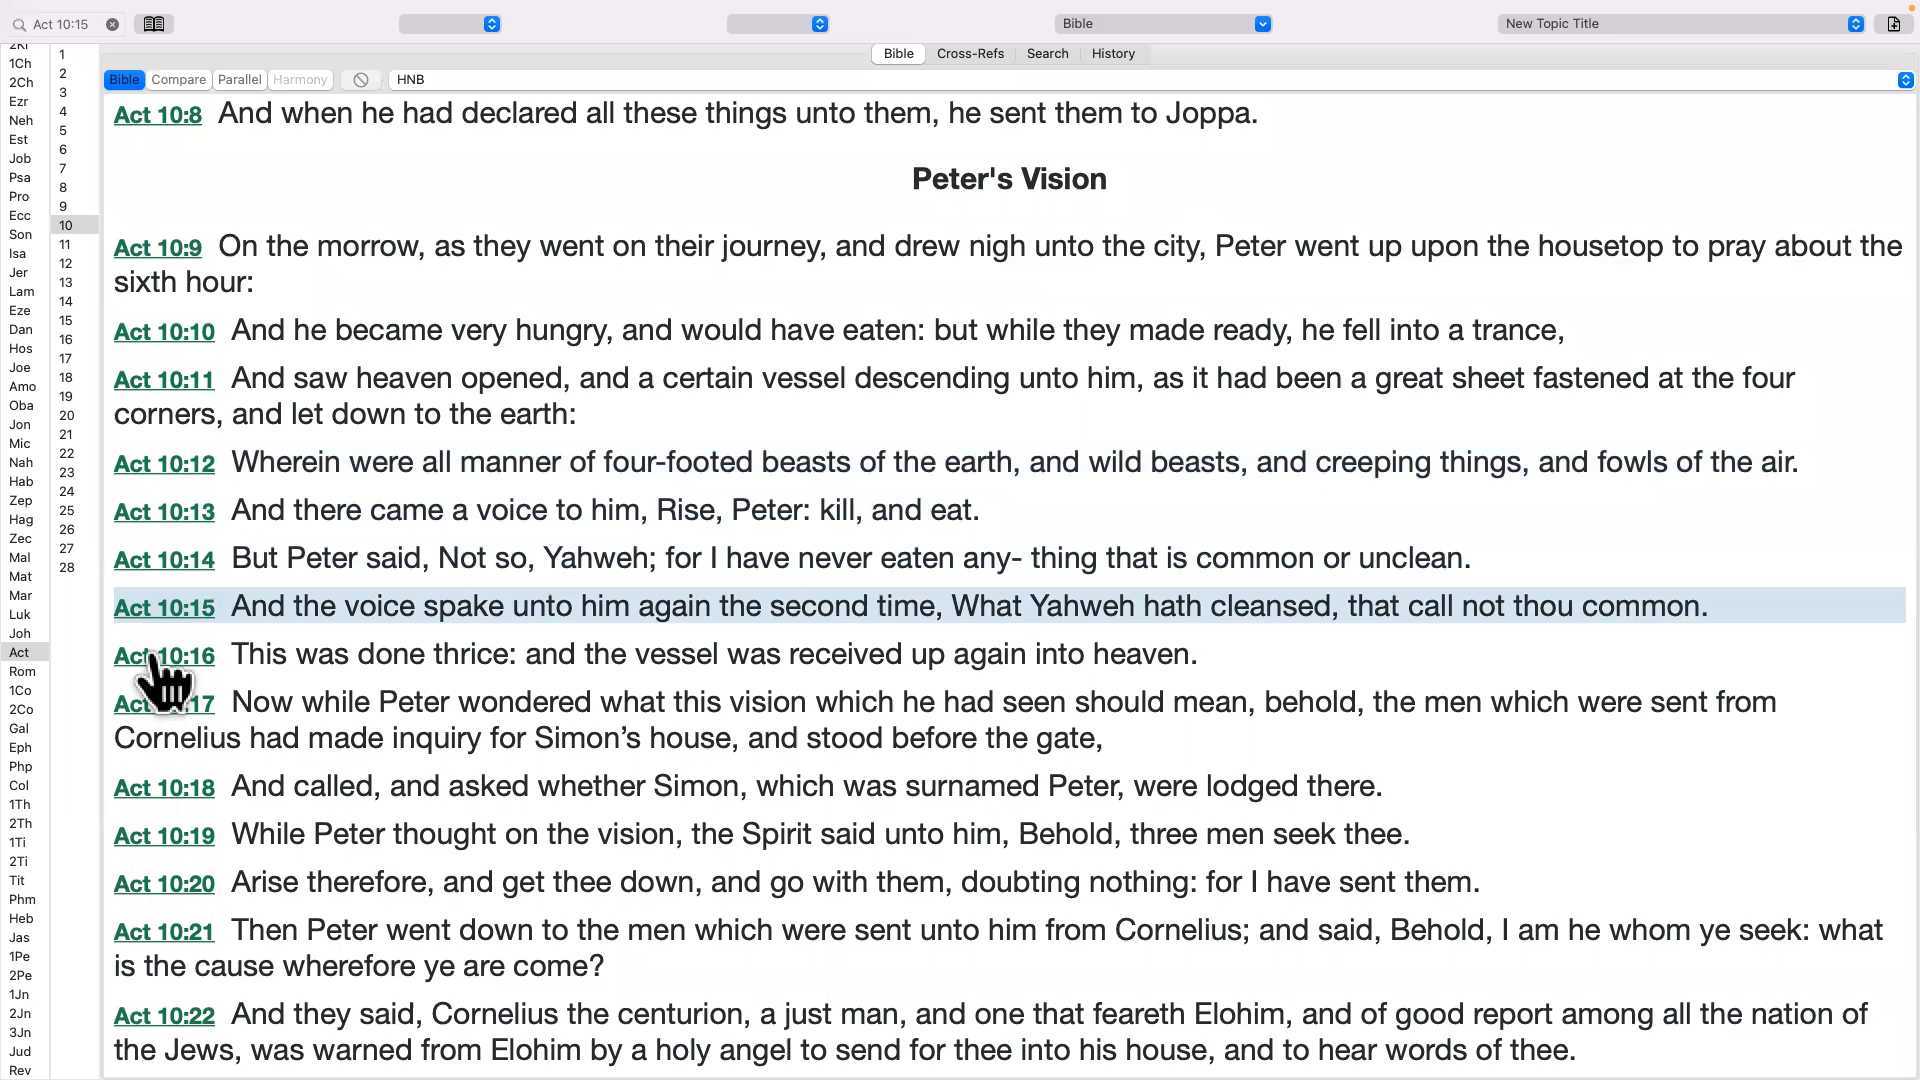 Act 10:15
Bible
New Topic Title
Bible Cross-Refs Search History
Bible Compare Parallel Harmony HNB
2Ki
1Ch
2Ch
Ezr
Neh
Est
Job
Psa
Pro
Ecc
Son
Isa
Jer
Lam
Eze
Dan
Hos
Joe
Amo
Oba
Jon
Mic
Nah
Hab
Zep
Hag
Zec
Mal
Mat
Mar
Luk
Joh
Act
Rom
1Co
2Co
Gal
Eph
Php
Col
1Th
2Th
1Ti
2Ti
Tit
Phm
Heb
Jas
1Pe
2Pe
1Jn
2Jn
3Jn
Jud
Rev
1
2
3
4
5
6
7
8
9
10
11
12
13
14
15
16
17
18
19
20
21
22
23
24
25
26
27
28
Act 10:8 And when he had declared all these things unto them, he sent them to Joppa.
Peter's Vision
Act 10:9 On the morrow, as they went on their journey, and drew nigh unto the city, Peter went up upon the housetop to pray about the
sixth hour:
Act 10:10 And he became very hungry, and would have eaten: but while they made ready, he fell into a trance,
Act 10:11 And saw heaven opened, and a certain vessel descending unto him, as it had been a great sheet fastened at the four
corners, and let down to the earth:
Act 10:12 Wherein were all manner of four-footed beasts of the earth, and wild beasts, and creeping things, and fowls of the air.
Act 10:13 And there came a voice to him, Rise, Peter: kill, and eat.
Act 10:14 But Peter said, Not so, Yahweh; for I have never eaten any- thing that is common or unclean.
Act 10:15 And the voice spake unto him again the second time, What Yahweh hath cleansed, that call not thou common.
Act 10:16 This was done thrice: and the vessel was received up again into heaven.
Act 17 Now while Peter wondered what this vision which he had seen should mean, behold, the men which were sent from
Cornelius had made inquiry for Simon’s house, and stood before the gate,
Act 10:18 And called, and asked whether Simon, which was surnamed Peter, were lodged there.
Act 10:19 While Peter thought on the vision, the Spirit said unto him, Behold, three men seek thee.
Act 10:20 Arise therefore, and get thee down, and go with them, doubting nothing: for I have sent them.
Act 10:21 Then Peter went down to the men which were sent unto him from Cornelius; and said, Behold, I am he whom ye seek: what
is the cause wherefore ye are come?
Act 10:22 And they said, Cornelius the centurion, a just man, and one that feareth Elohim, and of good report among all the nation of
the Jews, was warned from Elohim by a holy angel to send for thee into his house, and to hear words of thee.